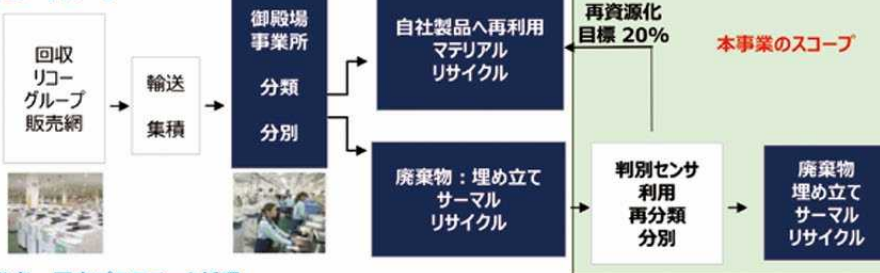 回収
リコー
グループ
販売網
輸送
集積
御殿場
事業所
分類
分別
自社製品へ再利用
マテリアル
リサイクル
廃棄物:埋め立て
サーマル
リサイクル
再資源化
目標 20%
本事業のスコープ
判別センサ
利用
再分類
分別
廃棄物
埋め立て
サーマル
リサイクル